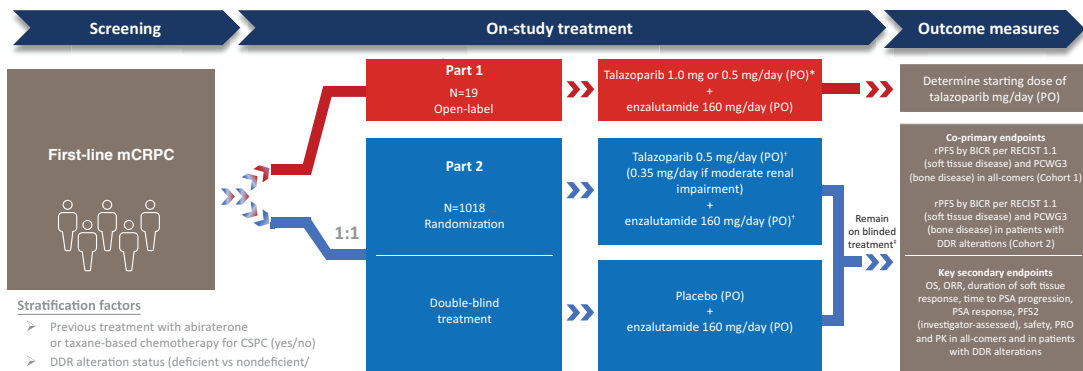 Screening
On-study treatment
Outcome measures
First-line mCRPC
Stratification factors
➢ Previous treatment with abiraterone
or taxane-based chemotherapy for CSPC (yes/no)
➢ DDR alteration status (deficient vs nondeficient/
1:1
Part 1
N=19
Open-label
Talazoparib 1.0 mg or 0.5 mg/day (PO)*
+
enzalutamide 160 mg/day (PO)
Determine starting dose of
talazoparib mg/day (PO)
Part 2
N=1018
Randomization
Double-blind
treatment
Talazoparib 0.5 mg/day (PO)†
(0.35 mg/day if moderate renal
impairment)
+
enzalutamide 160 mg/day (PO)†
Placebo (PO)
+
enzalutamide 160 mg/day (PO)
Remain
on blinded
treatment‡
Co-primary endpoints
rPFS by BICR per RECIST 1.1
(soft tissue disease) and PCWG3
(bone disease) in all-comers (Cohort 1)
rPFS by BICR per RECIST 1.1
(soft tissue disease) and PCWG3
(bone disease) in patients with
DDR alterations (Cohort 2)
Key secondary endpoints
OS, ORR, duration of soft tissue
response, time to PSA progression,
PSA response, PFS2
(investigator-assessed), safety, PRO
and PK in all-comers and in patients
with DDR alterations